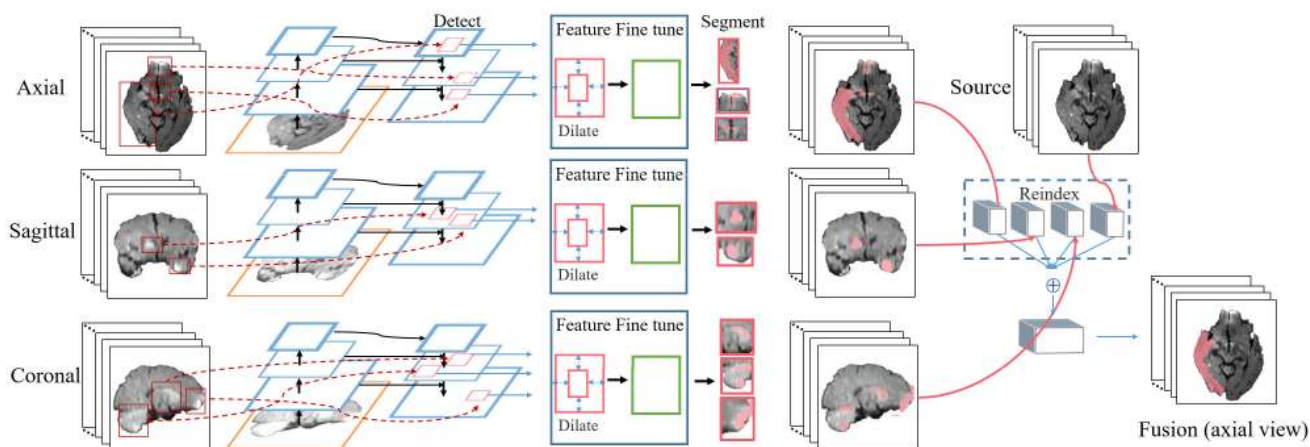 Detect
Feature Fine tune
Segment
Axial
Dilate
Source
Reindex
Sagittal
Feature Fine tune
Dilate
Coronal
Feature Fine tune
Dilate
Fusion (axial view)